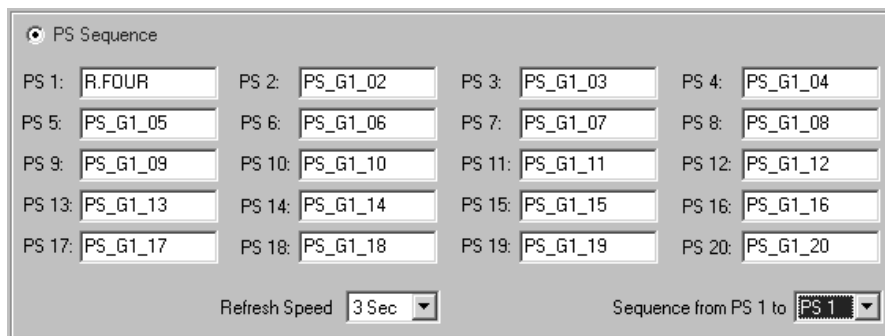 PS Sequence
PS 1: R.FOUR PS 2: PS_G1_02 PS 3: PS_G1_03 PS 4: PS_G1_04
PS 5: PS_G1_05 PS 6: PS_G1_06 PS 7: PS_G1_07 PS 8: PS_G1_08
PS 9: PS_G1_09 PS 10: PS_G1_10 PS 11: PS_G1_11 PS 12: PS_G1_12
PS 13: PS_G1_13 PS 14: PS_G1_14 PS 15: PS_G1_15 PS 16: PS_G1_16
PS 17: PS_G1_17 PS 18: PS_G1_18 PS 19: PS_G1_19 PS 20: PS_G1_20
Refresh Speed 3 Sec Sequence from PS 1 to PS 1